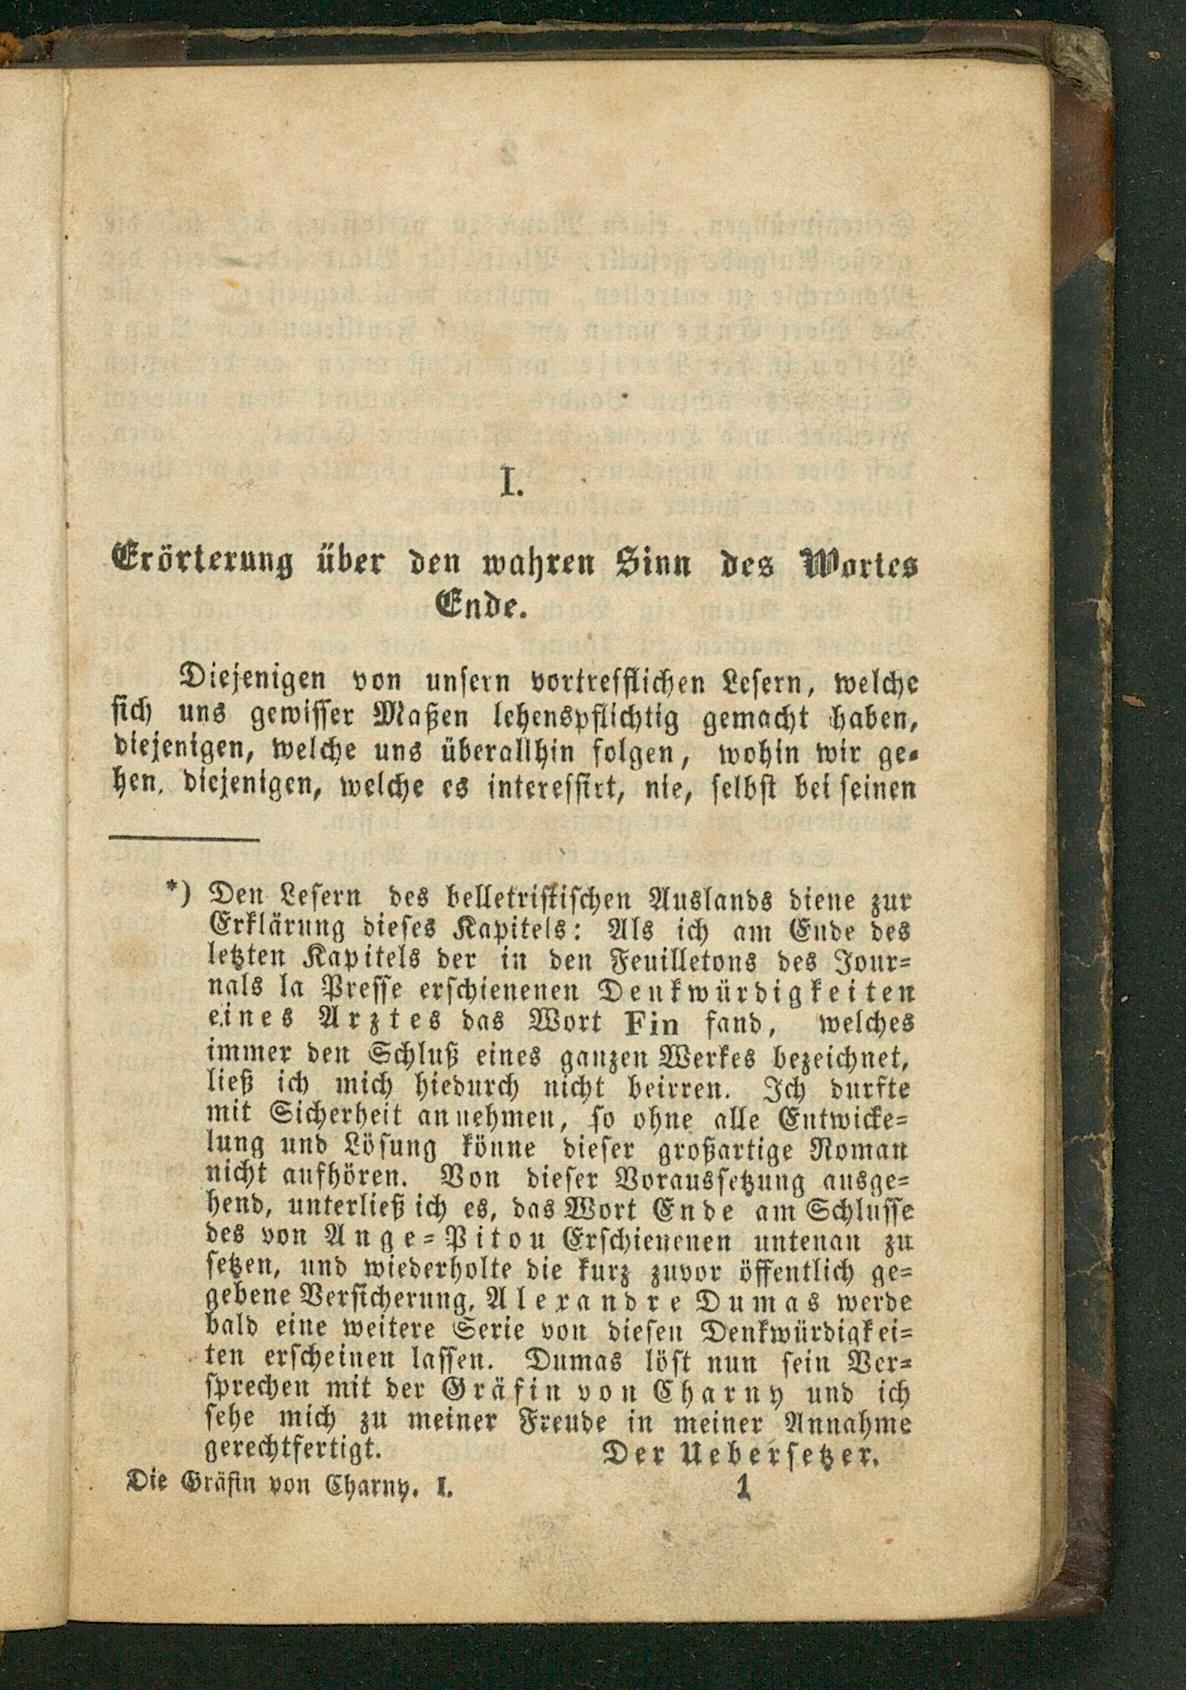 I.
Erörterung über den wahren Sinn des Wortes
Ende.
Diejenigen von unsern vortrefflichen Lesern, welche
sich uns gewisser Maßen lehenspflichtig gemacht haben,
diejenigen, welche uns überallhin folgen, wohin wir ge-
hen, diejenigen, welche es interessirt, nie, selbst bei seinen
*) Den Lesern des belletristischen Auslands diene zur
Erklärung dieses Kapitels: Als ich am Ende des
letzten Kapitels der in den Feuilletons des Jour-
nals la Presse erschienenen Denkwürdigkeiten
eines Arztes das Wort Fin fand, welches
immer den Schluß eines ganzen Werkes bezeichnet,
ließ ich mich hiedurch nicht beirren. Ich durfte
mit Sicherheit annehmen, so ohne alle Entwicke-
lung und Lösung könne dieser großartige Roman
nicht aufhören. Von dieser Voraussetzung ausge-
hend, unterließ ich es, das Wort Ende am Schlusse
des von Ange-Pitou Erschienenen untenan zu
setzen, und wiederholte die kurz zuvor öffentlich ge-
gebene Versicherung, Alexandre Dumas werde
bald eine weitere Serie von diesen Denkwürdigkei-
ten erscheinen lassen. Dumas löst nun sein Ver-
sprechen mit der Gräfin von Charny und ich
sehe mich zu meiner Freude in meiner Annahme
gerechtfertigt. Der Uebersetzer.
Die Gräfin von Charny. I. 1